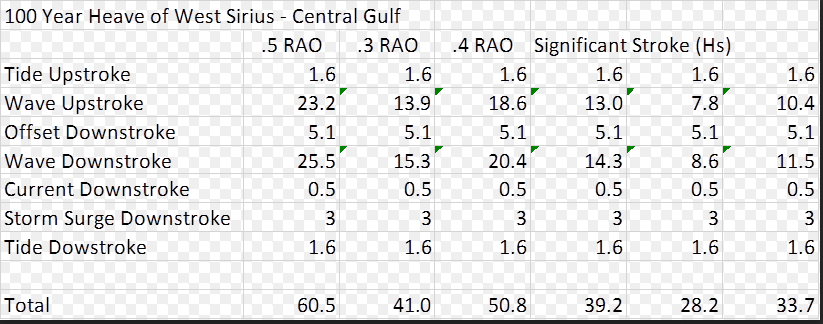 100 Year Heave of West Sirius - Central Gulf
.5 RAO .3 RAO .4 RAO Significant Stroke (Hs)
Tide Upstroke 1.6 1.6 1.6 1.6 1.6 1.6
Wave Upstroke 23.2 13.9 18.6 13.0 7.8 10.4
Offset Downstroke 5.1 5.1 5.1 5.1 5.1 5.1
Wave Downstroke 25.5 15.3 20.4 14.3 8.6 11.5
Current Downstroke 0.5 0.5 0.5 0.5 0.5 0.5
Storm Surge Downstroke 3 3 3 3 3 3
Tide Dowstroke 1.6 1.6 1.6 1.6 1.6 1.6
Total 60.5 41.0 50.8 39.2 28.2 33.7